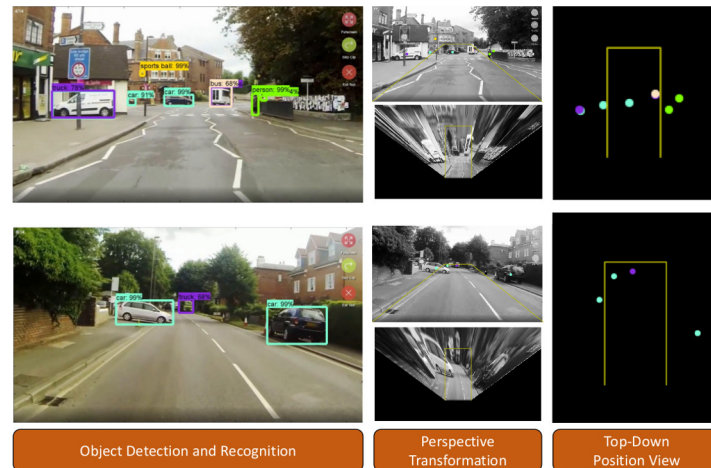 sports ball: 99%
truck: 78%
car: 91%
car: 99%
bus: 68%
person: 99%
car: 99%
truck: 68%
car: 99%
Object Detection and Recognition
Perspective
Transformation
Top-Down
Position View